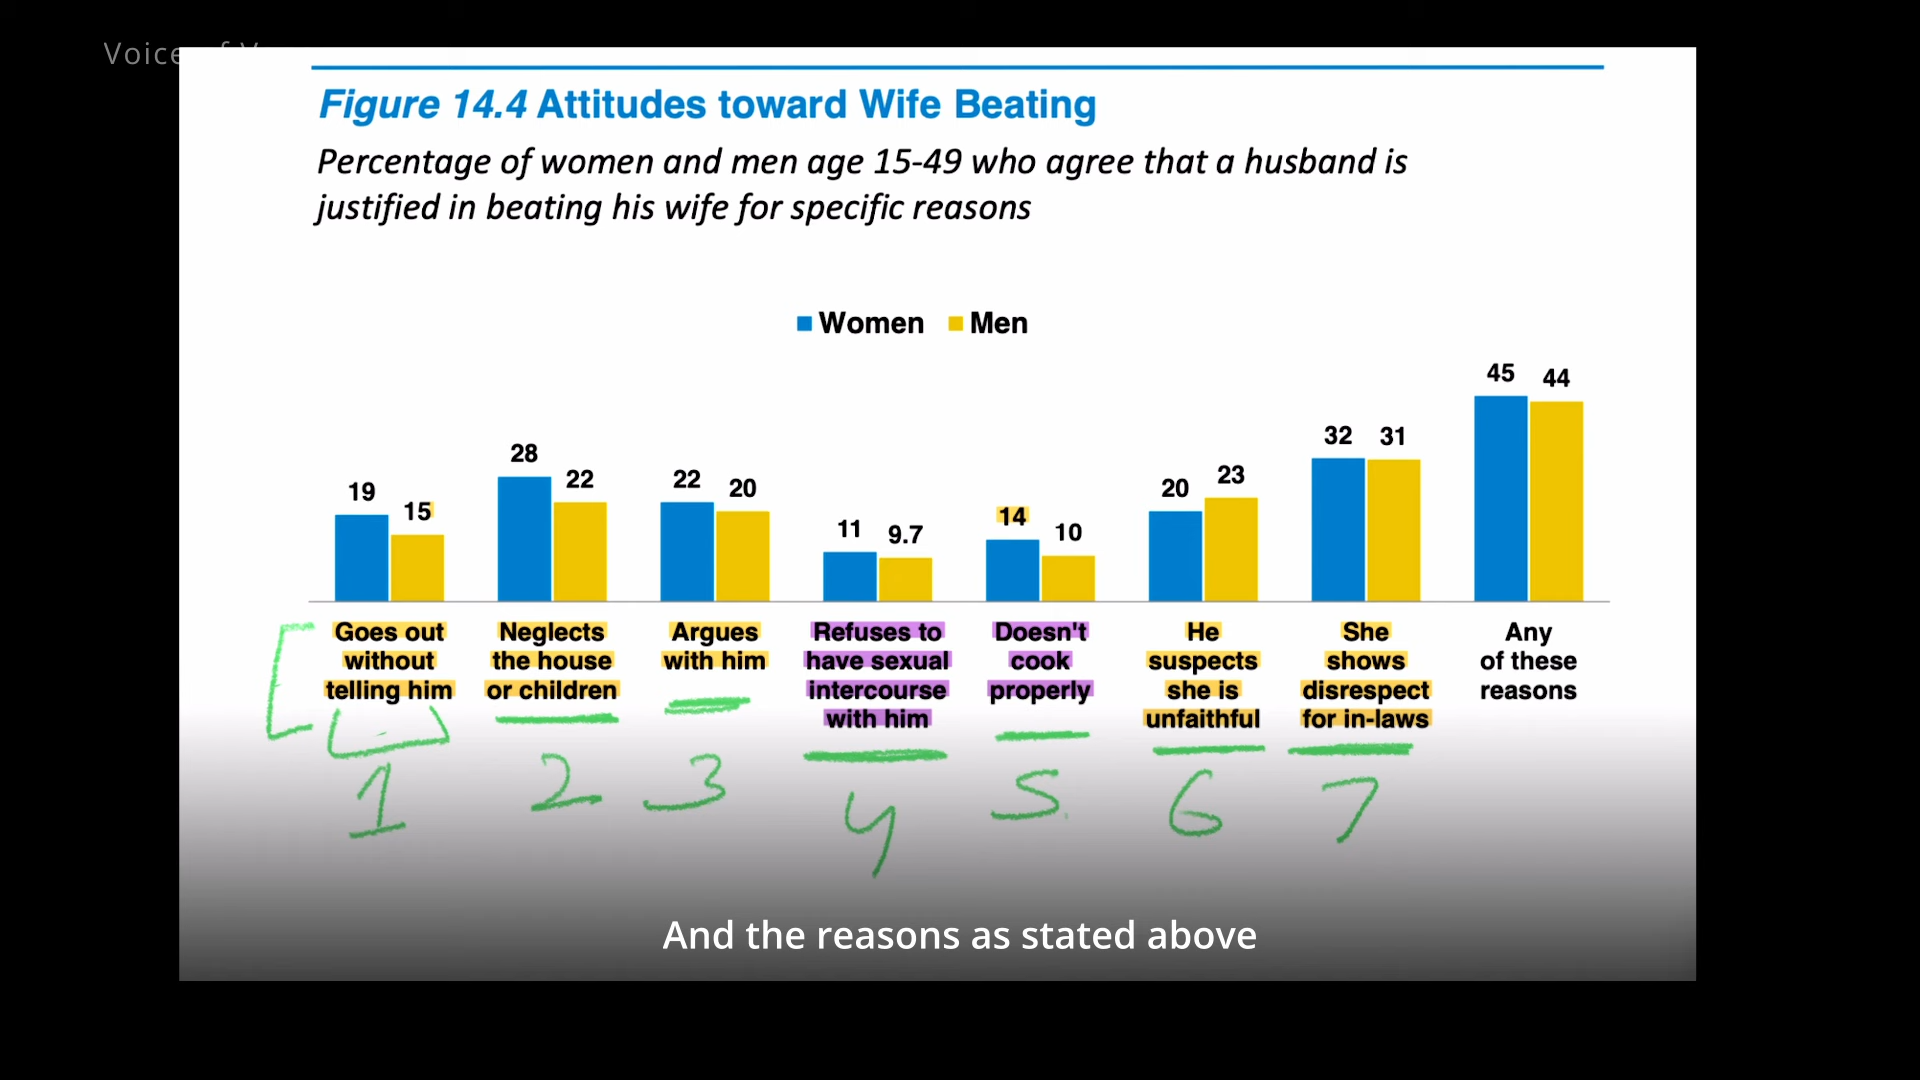 Voice
Figure 14.4 Attitudes toward Wife Beating
Percentage of women and men age 15-49 who agree that a husband is
justified in beating his wife for specific reasons
Women Men
19 15
28 22
22 20
11 9.7
14 10
20 23
32 31
45 44
Goes out
without
telling him
Neglects
the house
or children
Argues
with him
Refuses to
have sexual
intercourse
with him
Doesn't
cook
properly
He
suspects
she is
unfaithful
She
shows
disrespect
for in-laws
Any
of these
reasons
1 2 3 4 5 6 7
And the reasons as stated above